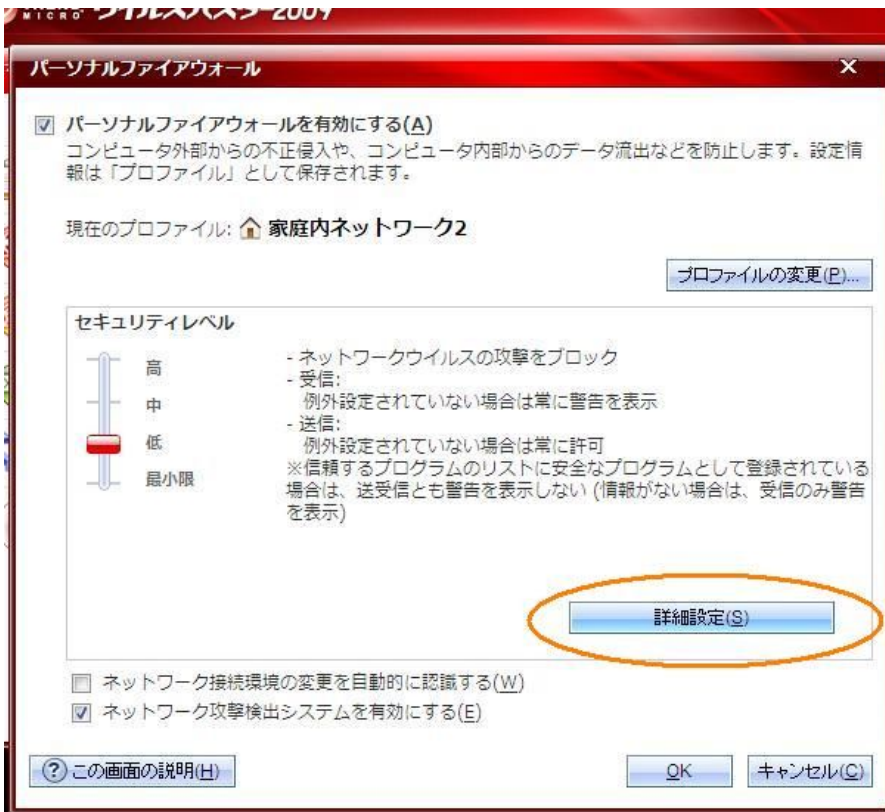 MICRO ウイルスバスター2009
パーソナルファイアウォール
パーソナルファイアウォールを有効にする(A)
コンピュータ外部からの不正侵入や、コンピュータ内部からのデータ流出などを防止します。設定情
報は「プロファイル」として保存されます。
現在のプロファイル: 家庭内ネットワーク2
プロファイルの変更(P)...
セキュリティレベル
高
中
低
最小限
- ネットワークウイルスの攻撃をブロック
- 受信:
例外設定されていない場合は常に警告を表示
- 送信:
例外設定されていない場合は常に許可
※信頼するプログラムのリストに安全なプログラムとして登録されている
場合は、送受信とも警告を表示しない (情報がない場合は、受信のみ警告
を表示)
詳細設定(S)
ネットワーク接続環境の変更を自動的に認識する(W)
ネットワーク攻撃検出システムを有効にする(E)
?この画面の説明(H)
OK
キャンセル(C)